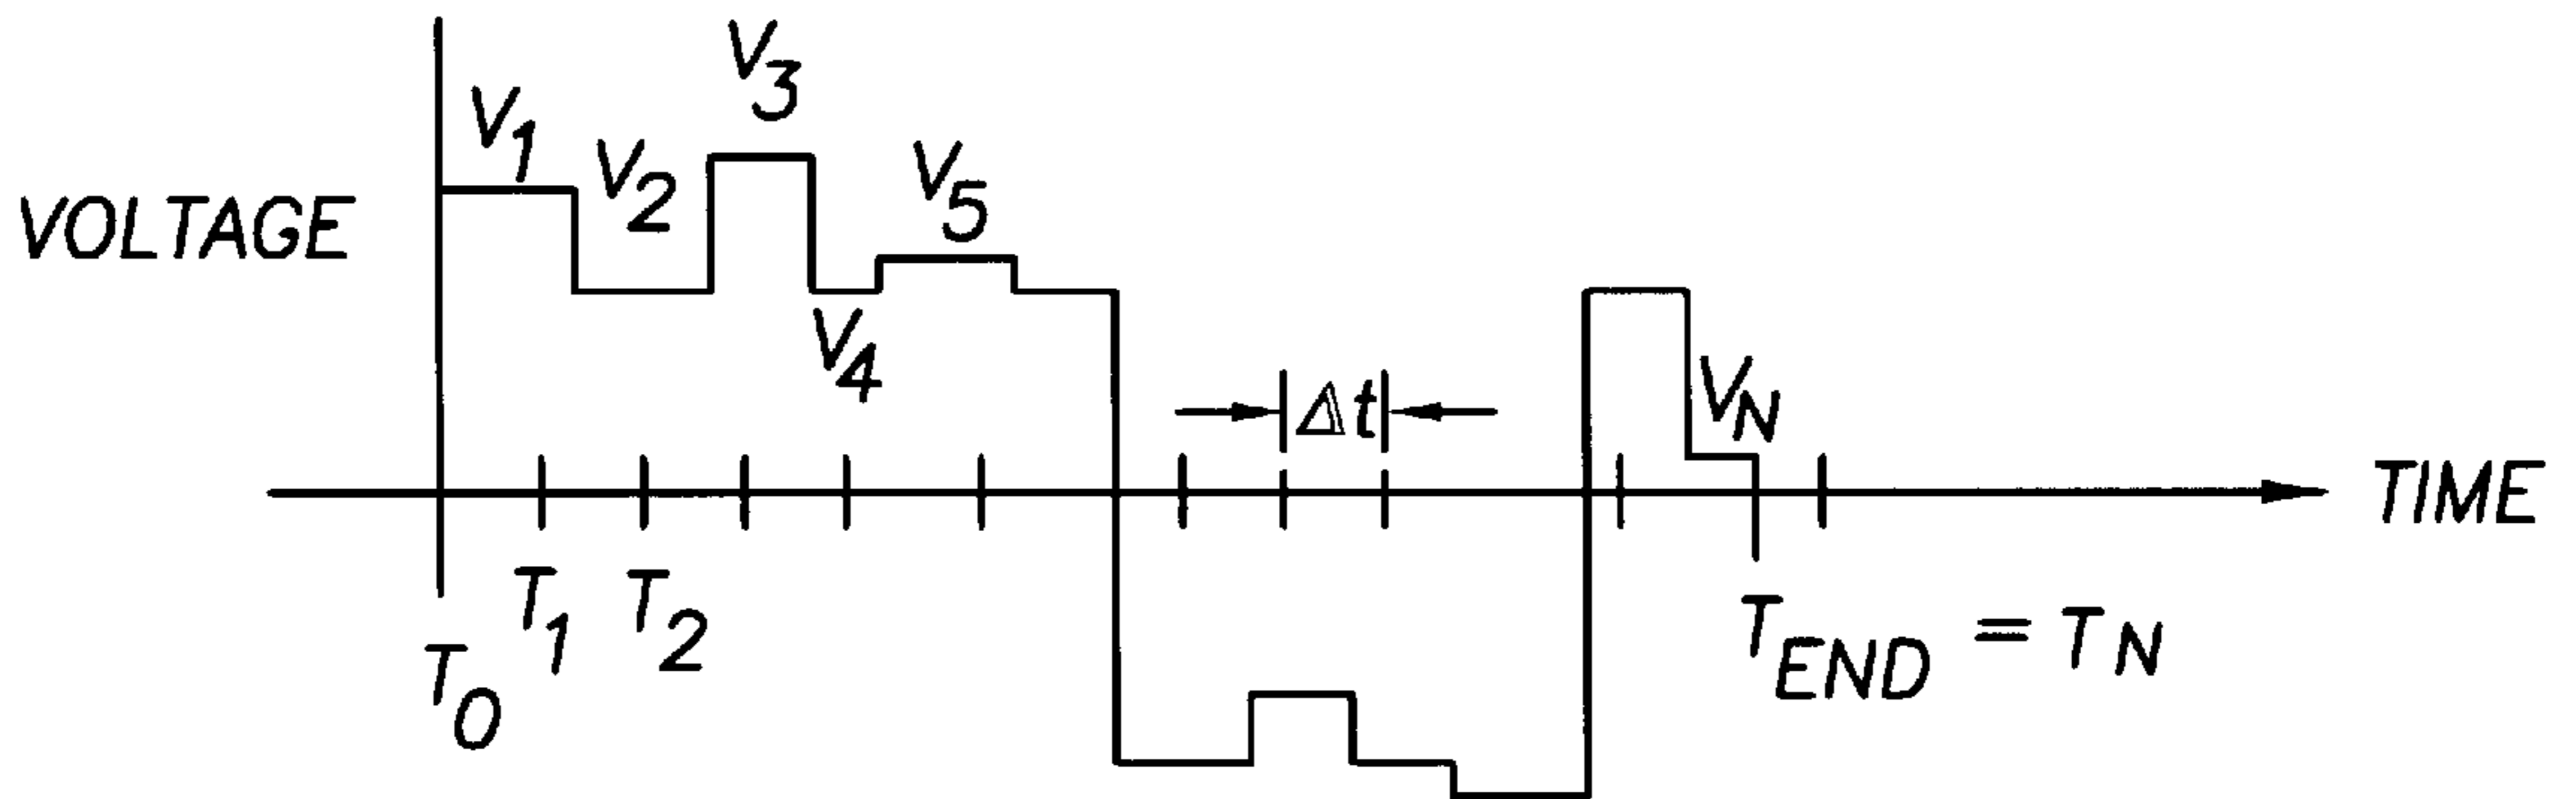 V3
V1
V2
V5
VOLTAGE
V4
Δt
VN
TIME
T1
T2
TEND = TN
T0